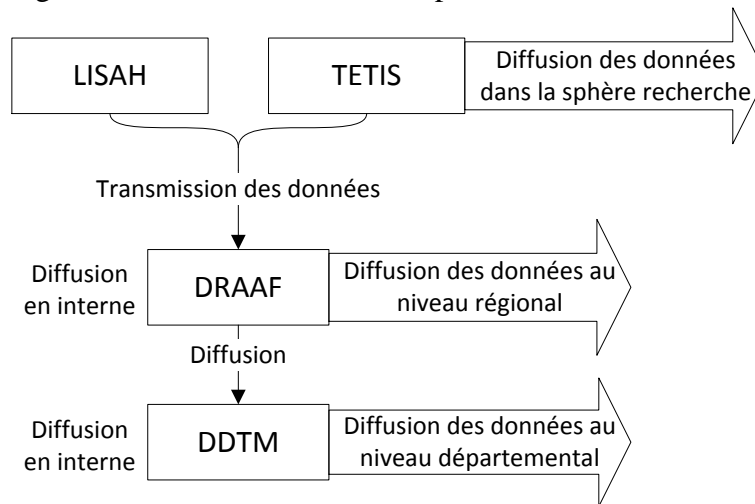 LISAH
TETIS
Diffusion des données
dans la sphère recherche
Transmission des données
Diffusion
en interne
DRAAF
Diffusion des données au
niveau régional
Diffusion
Diffusion
en interne
DDTM
Diffusion des données au
niveau départemental